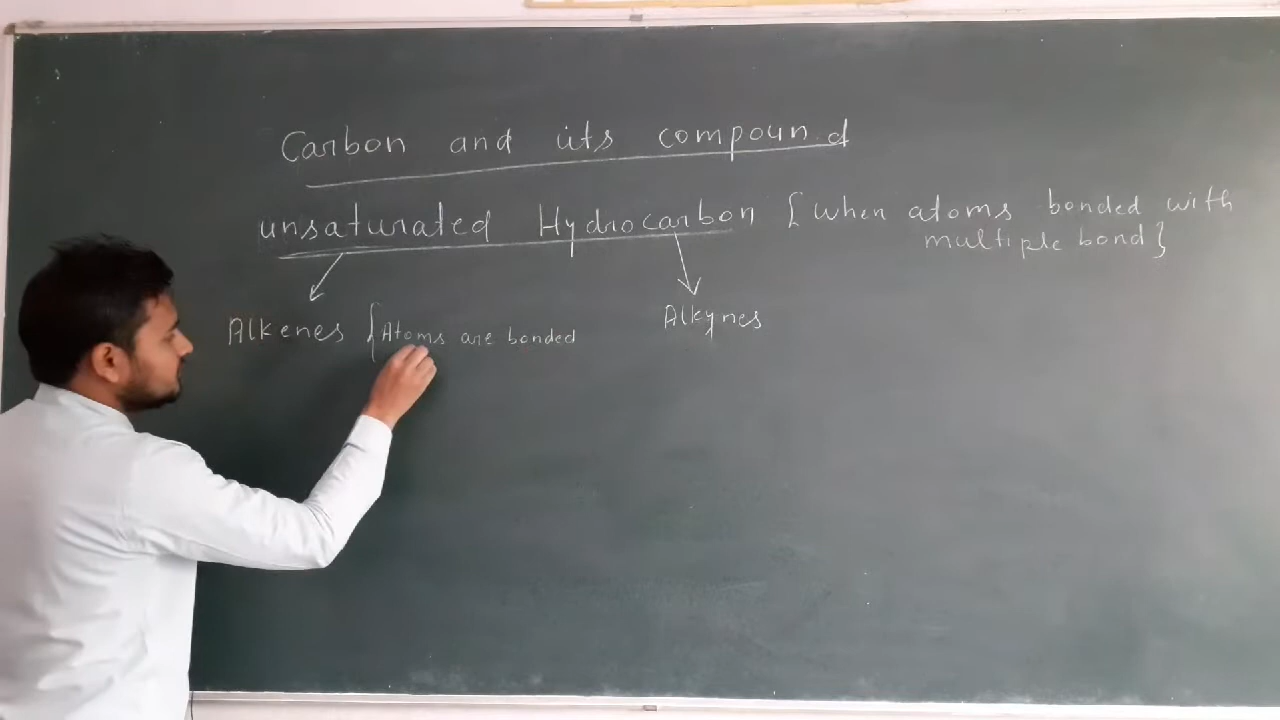 Carbon and its compound
unsaturated Hydrocarbon {when atoms bonded with
multiple bond}
Alkenes {Atoms are bonded
Alkynes